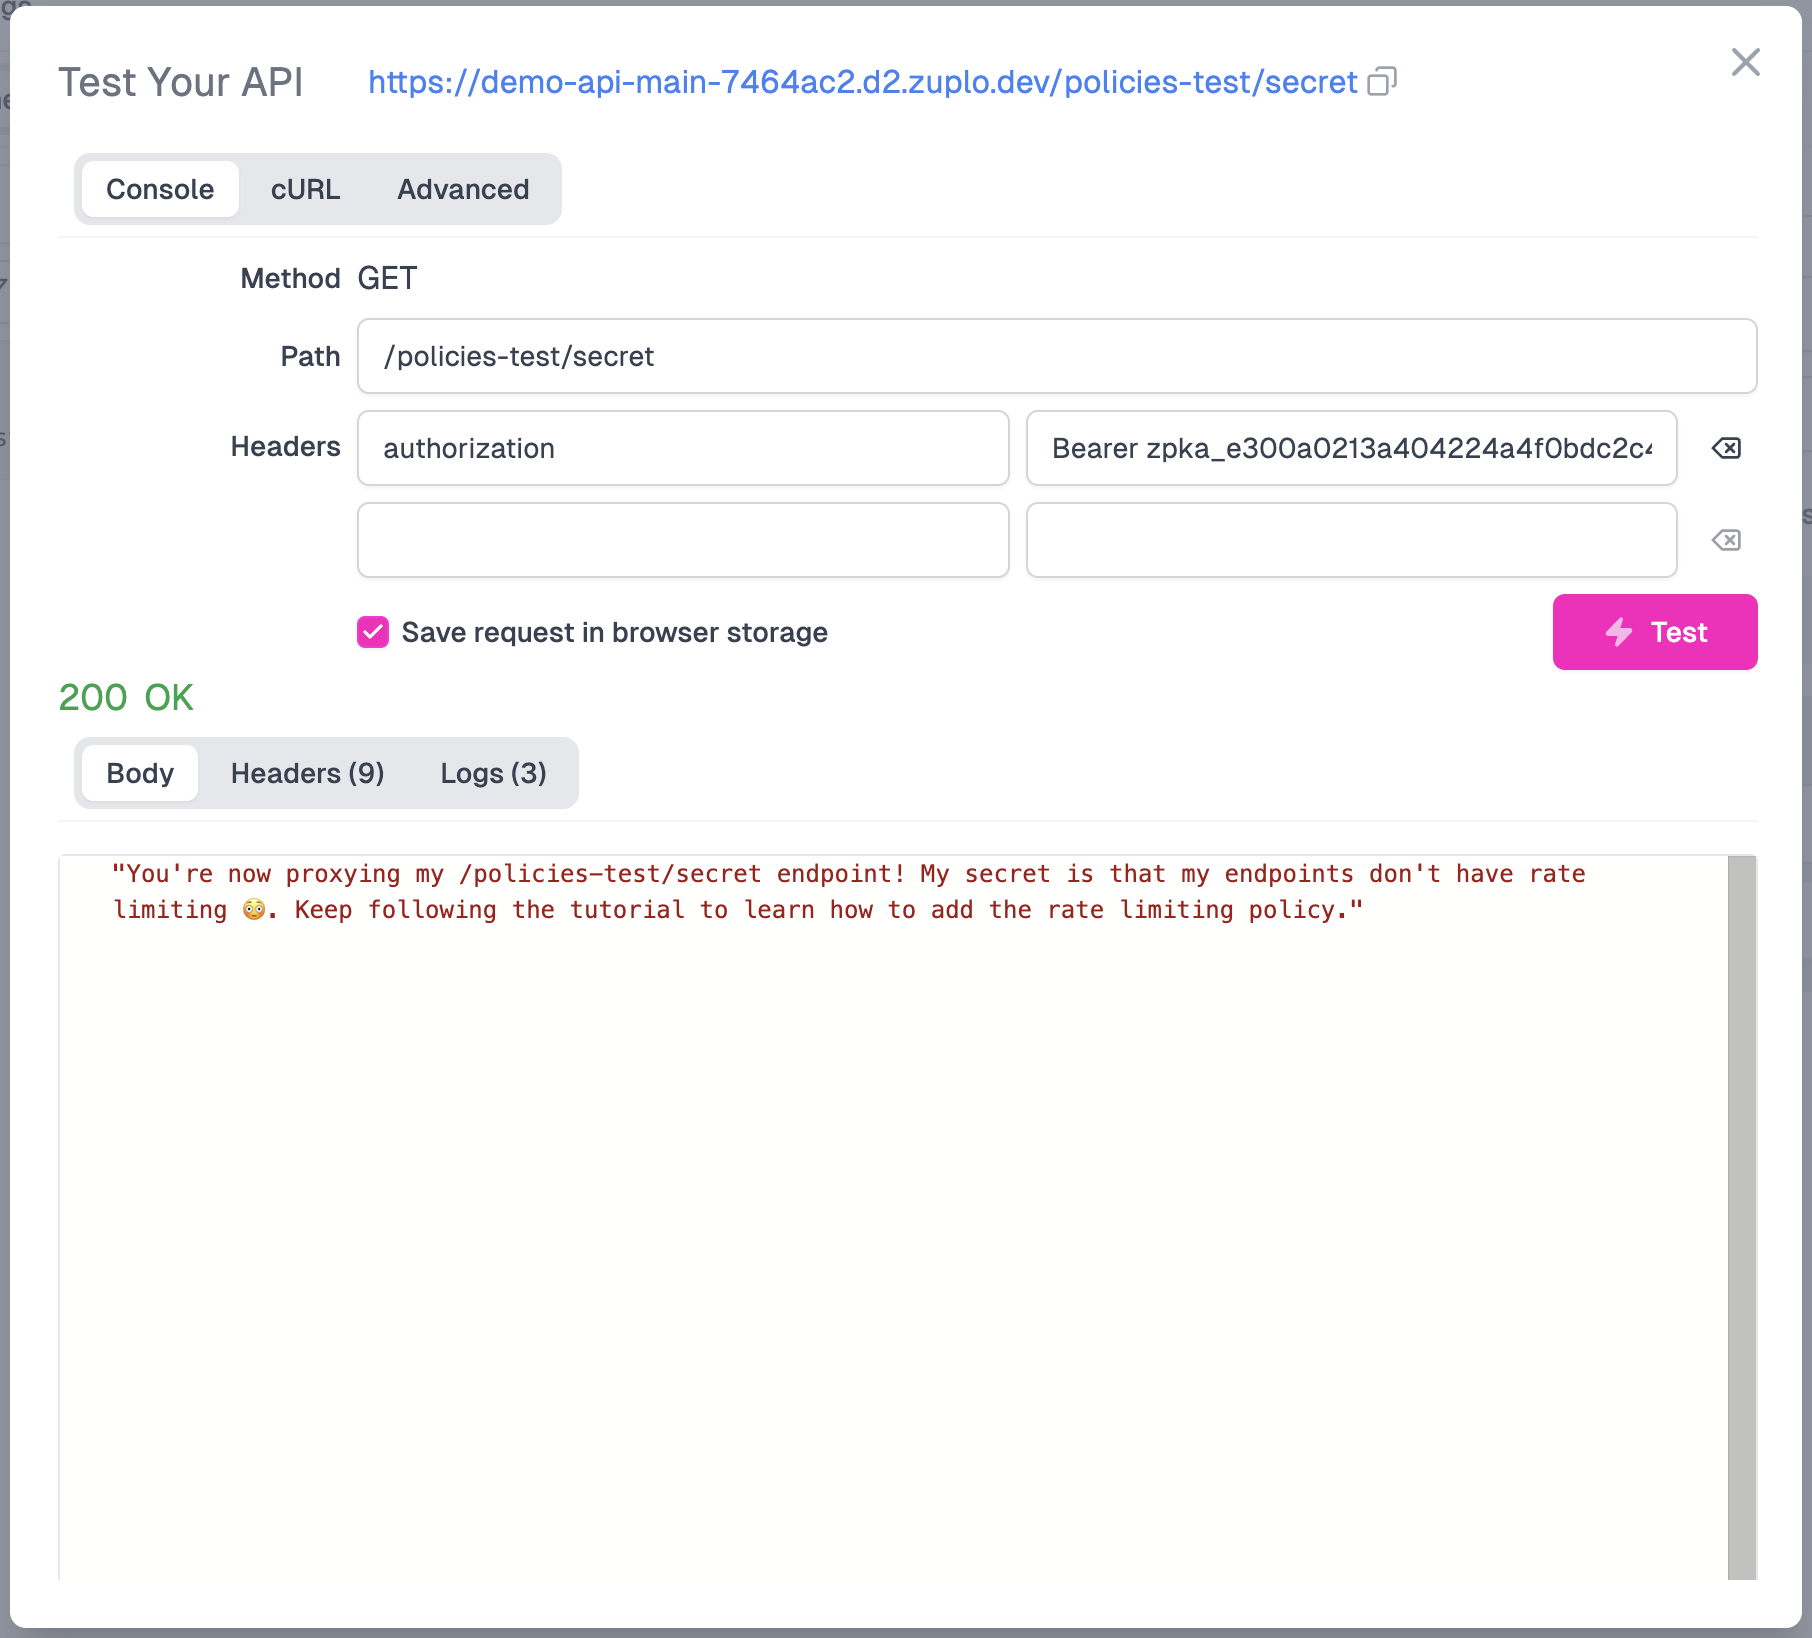 Test Your API https://demo-api-main-7464ac2.d2.zuplo.dev/policies-test/secret
Console cURL Advanced
Method GET
Path /policies-test/secret
Headers authorization Bearer zpka_e300a0213a404224a4f0bdc2c4
Save request in browser storage Test
200 OK
Body Headers (9) Logs (3)
"You're now proxying my /policies-test/secret endpoint! My secret is that my endpoints don't have rate
limiting 😳. Keep following the tutorial to learn how to add the rate limiting policy."